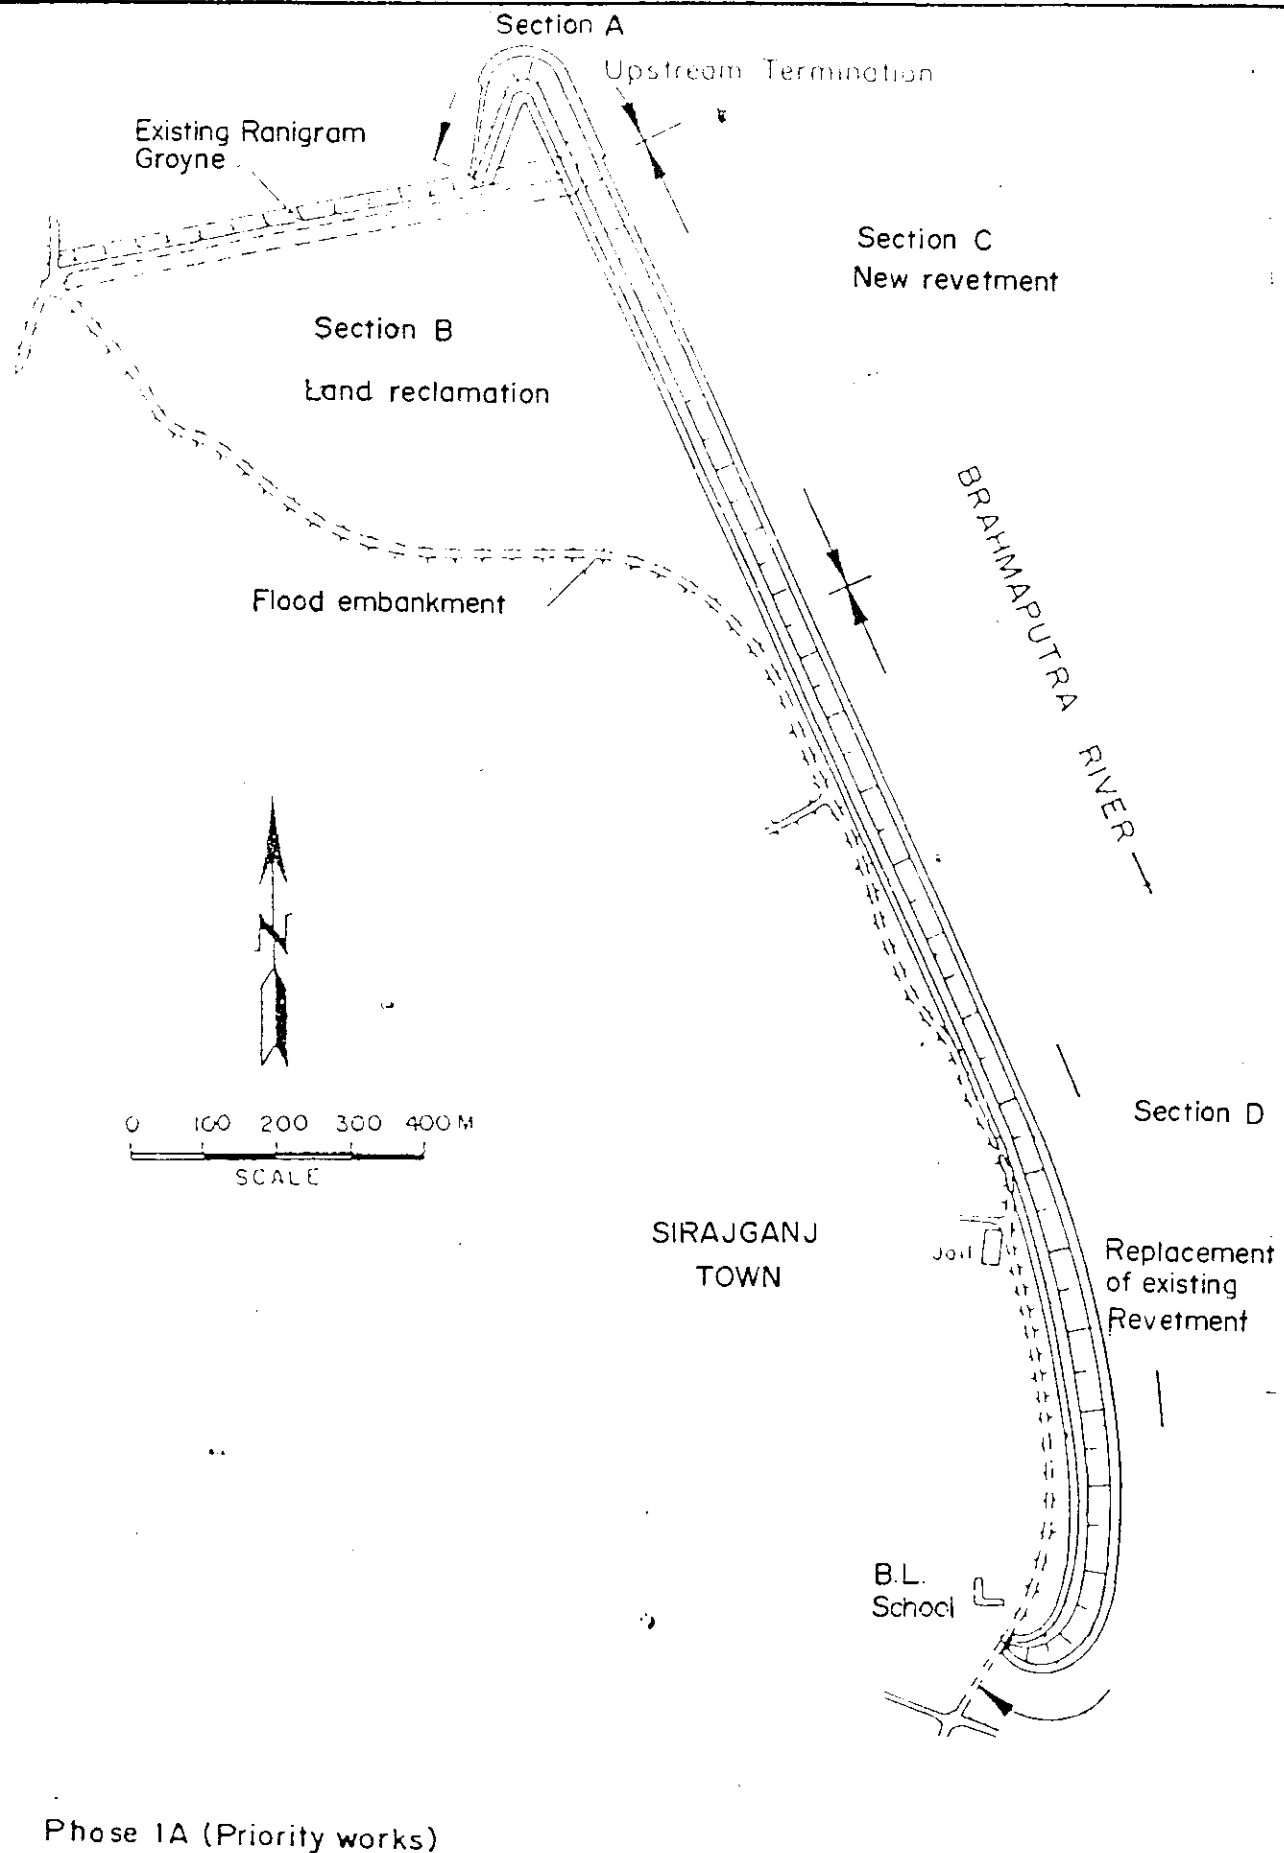 Section A
Upstream Termination
Existing Ranigram
Groyne
Section C
New revetment
Section B
Land reclamation
BRAHMAPUTRA RIVER
Flood embankment
N
0 100 200 300 400 M
SCALE
Section D
SIRAJGANJ
TOWN
Jail
Replacement
of existing
Revetment
B.L.
School
Phase 1A (Priority works)